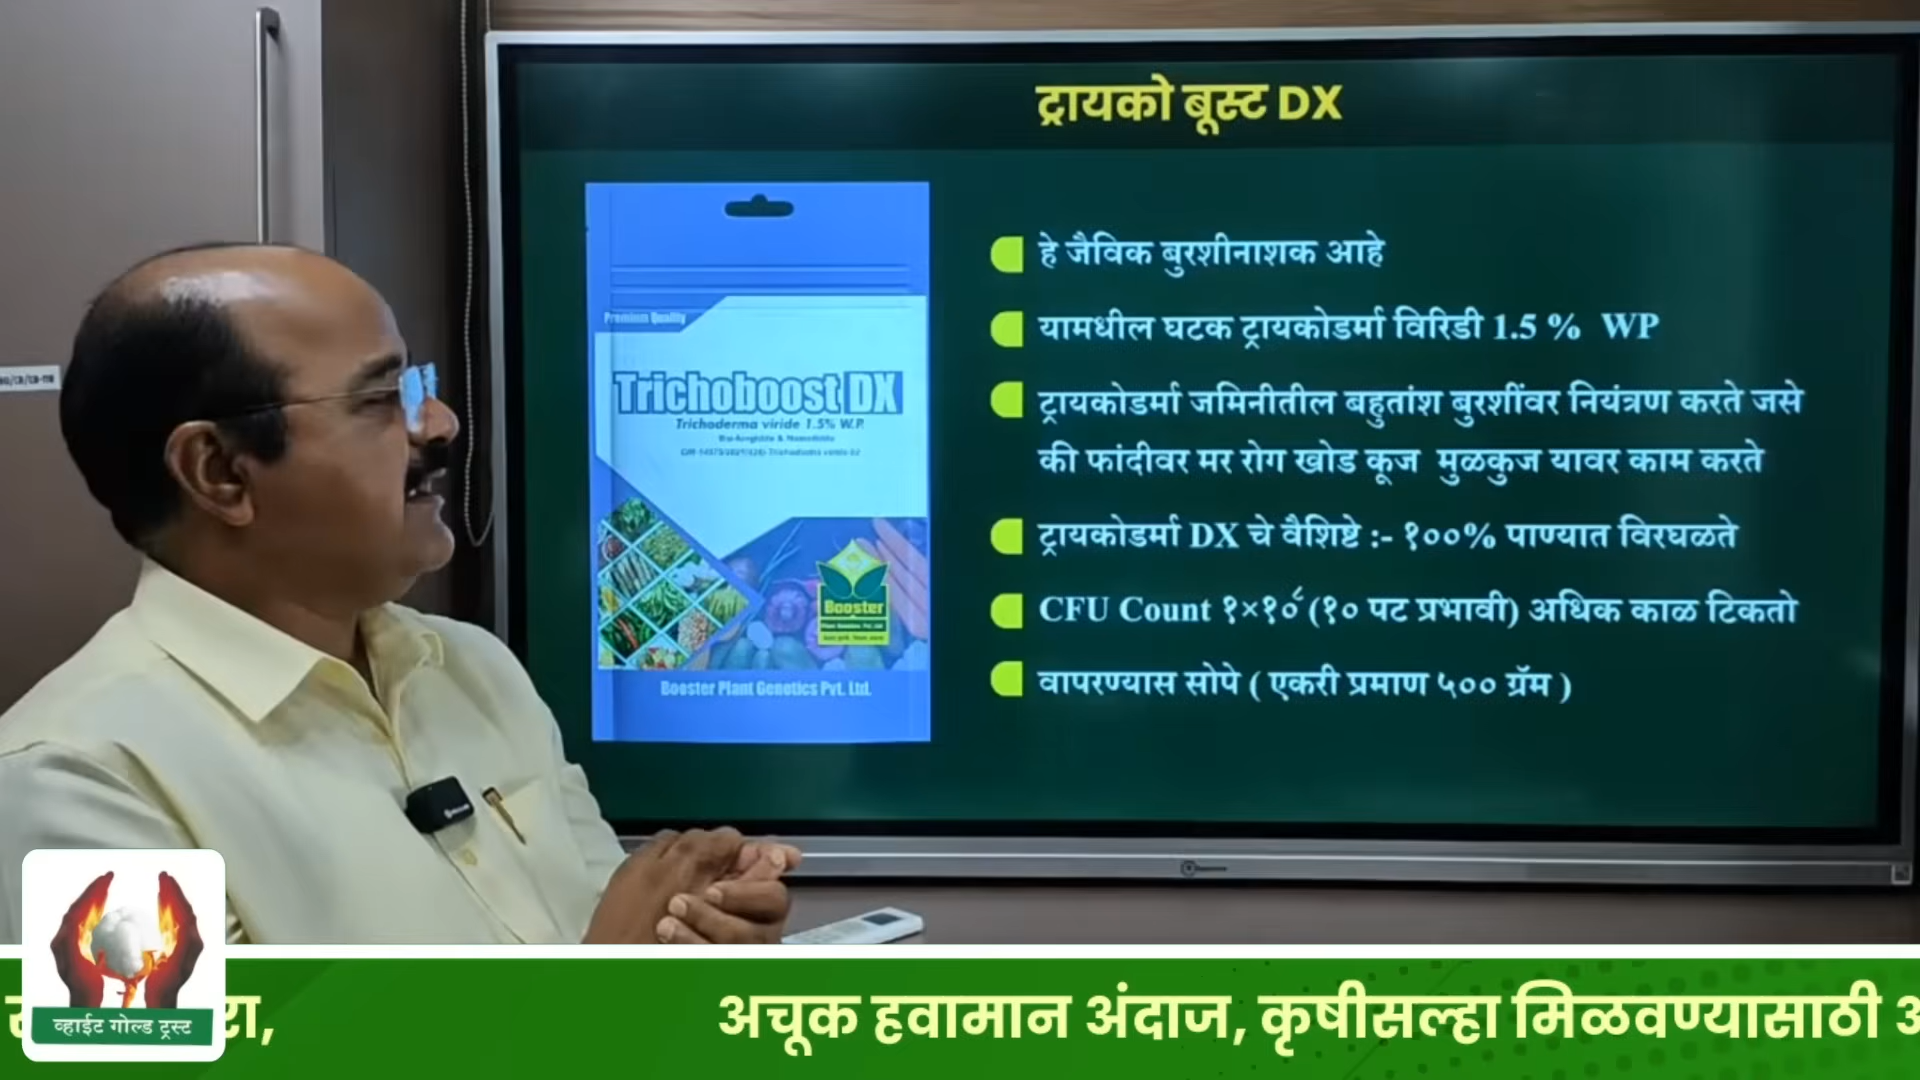 ट्रायको बूस्ट DX
Premium Quality
Trichoboost DX
Trichoderma viride 1.5% W.P.
Booster
Booster Plant Genetics Pvt. Ltd.
हे जैविक बुरशीनाशक आहे
यामधील घटक ट्रायकोडर्मा विरिडी 1.5 % WP
ट्रायकोडर्मा जमिनीतील बहुतांश बुरशींवर नियंत्रण करते जसे
की फांदीवर मर रोग खोड कूज मुळकुज यावर काम करते
ट्रायकोडर्मा DX चे वैशिष्टे :- १००% पाण्यात विरघळते
CFU Count १×१०९ (१० पट प्रभावी) अधिक काळ टिकतो
वापरण्यास सोपे ( एकरी प्रमाण ५०० ग्रॅम )
व्हाईट गोल्ड ट्रस्ट
रा,
अचूक हवामान अंदाज, कृषीसल्हा मिळवण्यासाठी